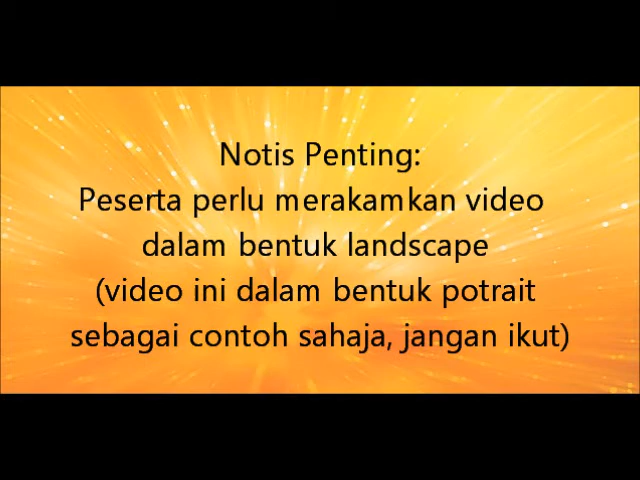 Notis Penting:
Peserta perlu merakamkan video
dalam bentuk landscape
(video ini dalam bentuk potrait
sebagai contoh sahaja, jangan ikut)